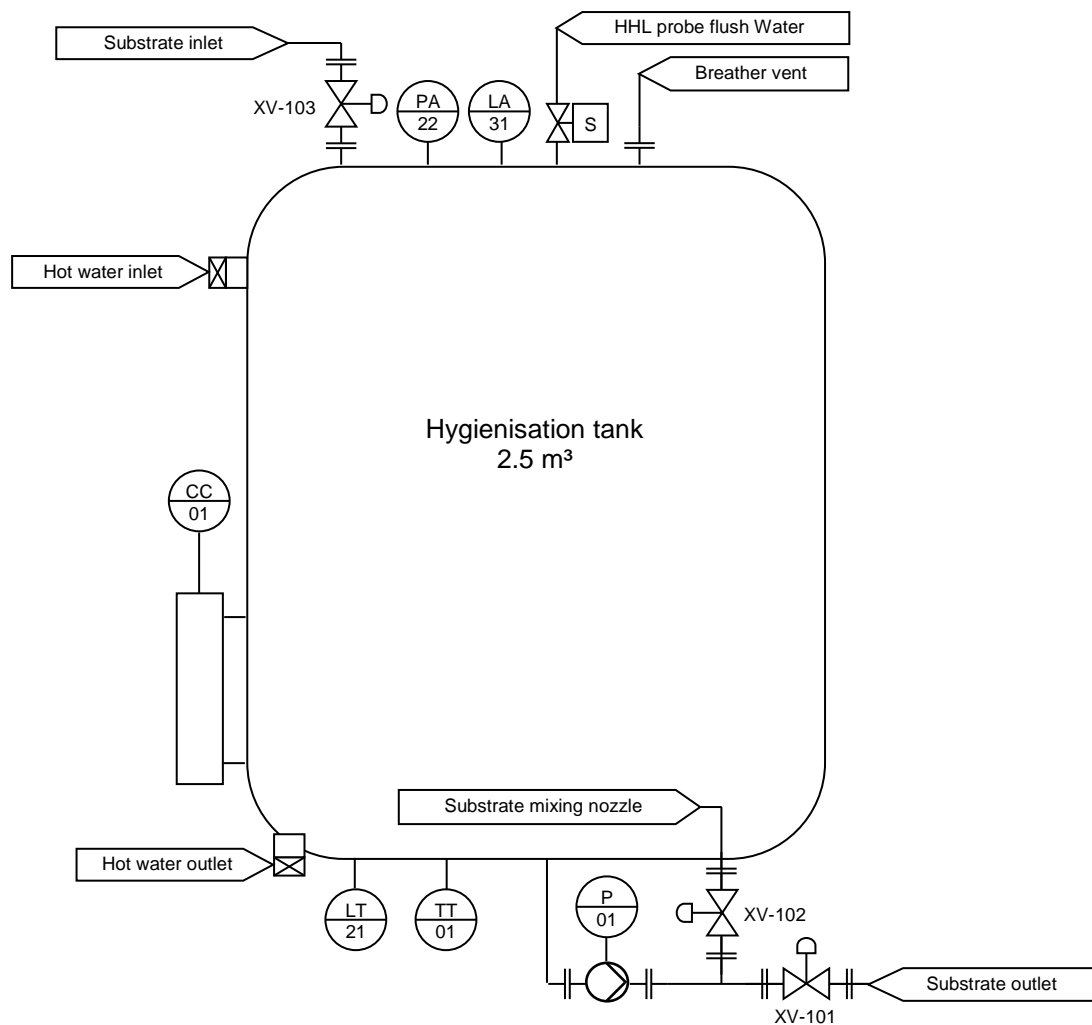 Substrate inlet
HHL probe flush Water
Breather vent
XV-103
PA
22
LA
31
S
Hot water inlet
Hygienisation tank
2.5 m³
CC
01
Substrate mixing nozzle
Hot water outlet
LT
21
TT
01
P
01
XV-102
Substrate outlet
XV-101